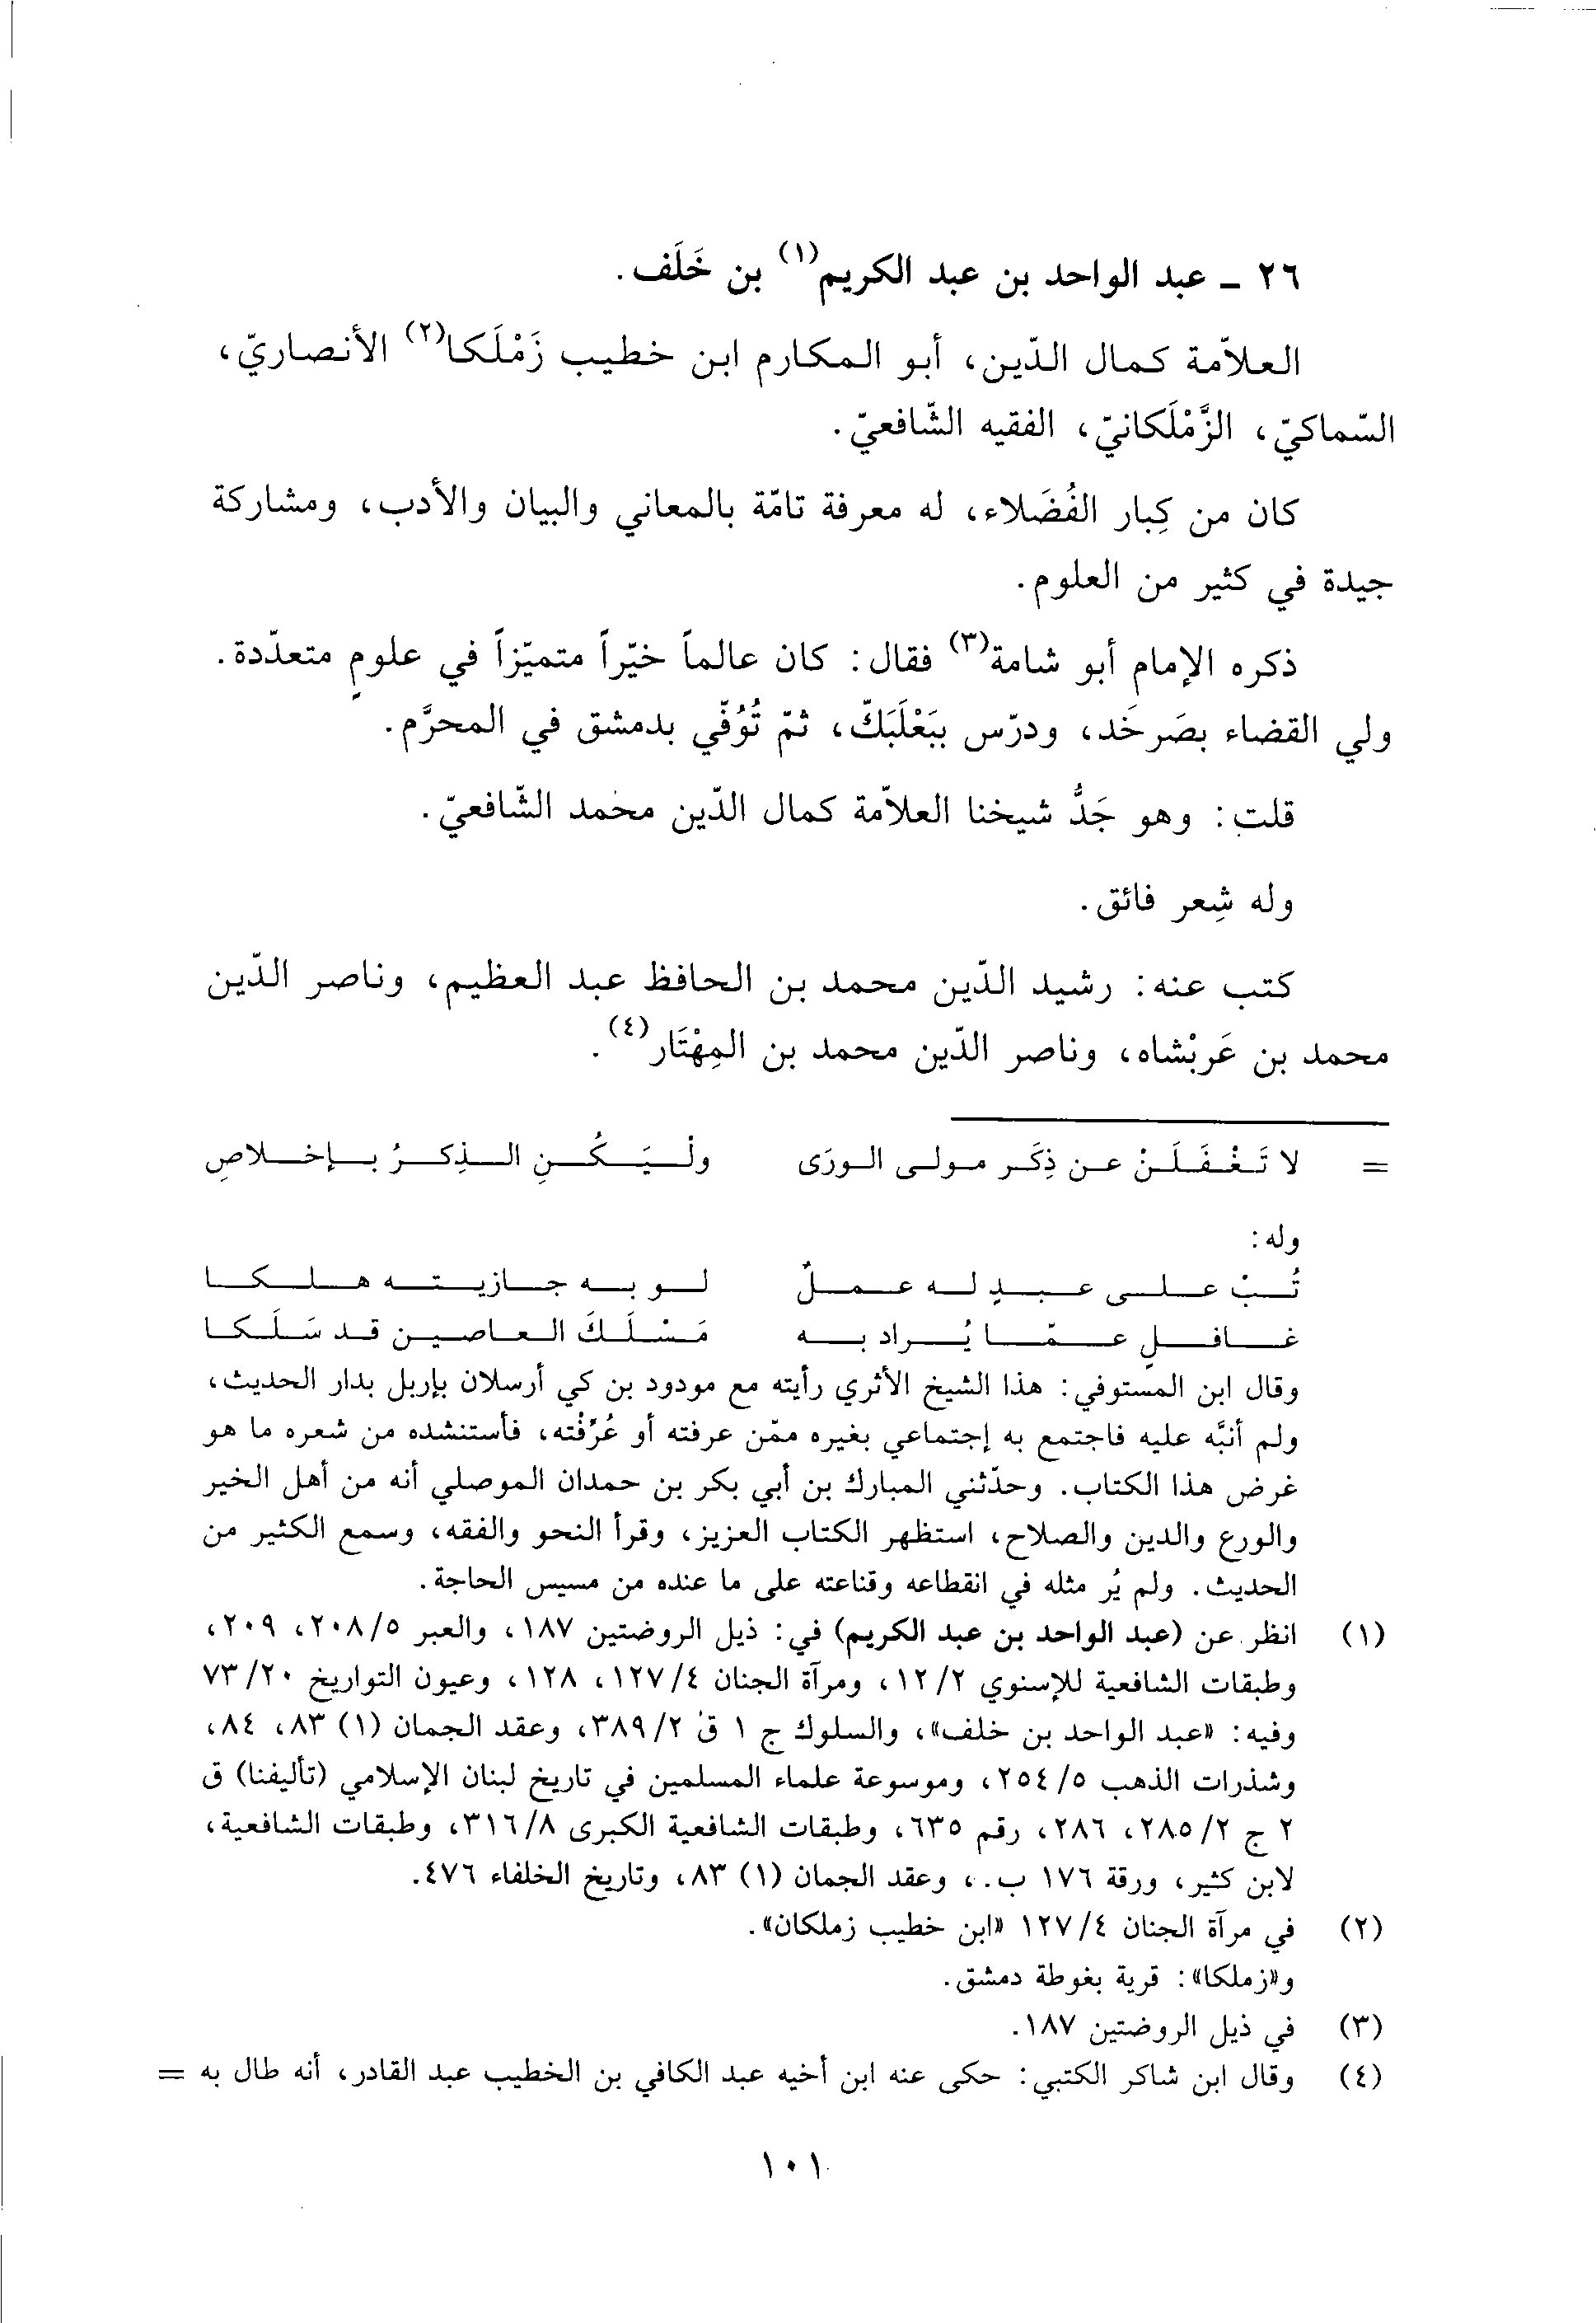 ٢٦ ـ عبد الواحد بن عبد الكريم(١) بن خَلَف.
العلاّمة كمال الدّين، أبو المكارم ابن خطيب زَمْلَكا(٢) الأنصاريّ،
السّماكيّ، الزَّمْلَكانيّ، الفقيه الشّافعيّ.
كان من كِبار الفُضَلاء، له معرفة تامّة بالمعاني والبيان والأدب، ومشاركة
جيدة في كثير من العلوم.
ذكره الإمام أبو شامة(٣) فقال: كان عالماً خيّراً متميّزاً في علومٍ متعدّدة.
ولي القضاء بصَرخَد، ودرّس ببَعْلَبَكّ، ثمّ تُوُفّي بدمشق في المحرَّم.
قلت: وهو جَدُّ شيخنا العلاّمة كمال الدّين محمد الشّافعيّ.
وله شِعر فائق.
كتب عنه: رشيد الدّين محمد بن الحافظ عبد العظيم، وناصر الدّين
محمد بن عَربْشاه، وناصر الدّين محمد بن المِهْتَار(٤).
= لا تَغْفَلَنْ عن ذِكَر مولى الورَى ولْيَكُنِ الذِكرُ بإخلاصِ
وله:
تُبْ على عبدٍ له عملٌ لو به جازيته هلكا
غافلٍ عمّا يُراد به مَسْلَكَ العاصين قد سَلَكا
وقال ابن المستوفي: هذا الشيخ الأثري رأيته مع مودود بن كي أرسلان بإربل بدار الحديث،
ولم أنبَّه عليه فاجتمع به إجتماعي بغيره ممّن عرفته أو عُرِّفْته، فأستنشده من شعره ما هو
غرض هذا الكتاب. وحدّثني المبارك بن أبي بكر بن حمدان الموصلي أنه من أهل الخير
والورع والدين والصلاح، استظهر الكتاب العزيز، وقرأ النحو والفقه، وسمع الكثير من
الحديث. ولم يُر مثله في انقطاعه وقناعته على ما عنده من مسيس الحاجة.
(١) انظر عن (عبد الواحد بن عبد الكريم) في: ذيل الروضتين ١٨٧، والعبر ٢٠٨/٥، ٢٠٩،
وطبقات الشافعية للإسنوي ١٢/٢، ومرآة الجنان ١٢٧/٤، ١٢٨، وعيون التواريخ ٧٣/٢٠
وفيه: «عبد الواحد بن خلف»، والسلوك ج ١ ق ٣٨٩/٢، وعقد الجمان (١) ٨٣، ٨٤،
وشذرات الذهب ٢٥٤/٥، وموسوعة علماء المسلمين في تاريخ لبنان الإسلامي (تأليفنا) ق
٢ ج ٢٨٥/٢، ٢٨٦، رقم ٦٣٥، وطبقات الشافعية الكبرى ٣١٦/٨، وطبقات الشافعية،
لابن كثير، ورقة ١٧٦ ب.، وعقد الجمان (١) ٨٣، وتاريخ الخلفاء ٤٧٦.
(٢) في مرآة الجنان ١٢٧/٤ «ابن خطيب زملكان».
و«زملكا»: قرية بغوطة دمشق.
(٣) في ذيل الروضتين ١٨٧.
(٤) وقال ابن شاكر الكتبي: حكى عنه ابن أخيه عبد الكافي بن الخطيب عبد القادر، أنه طال به =
١٠١